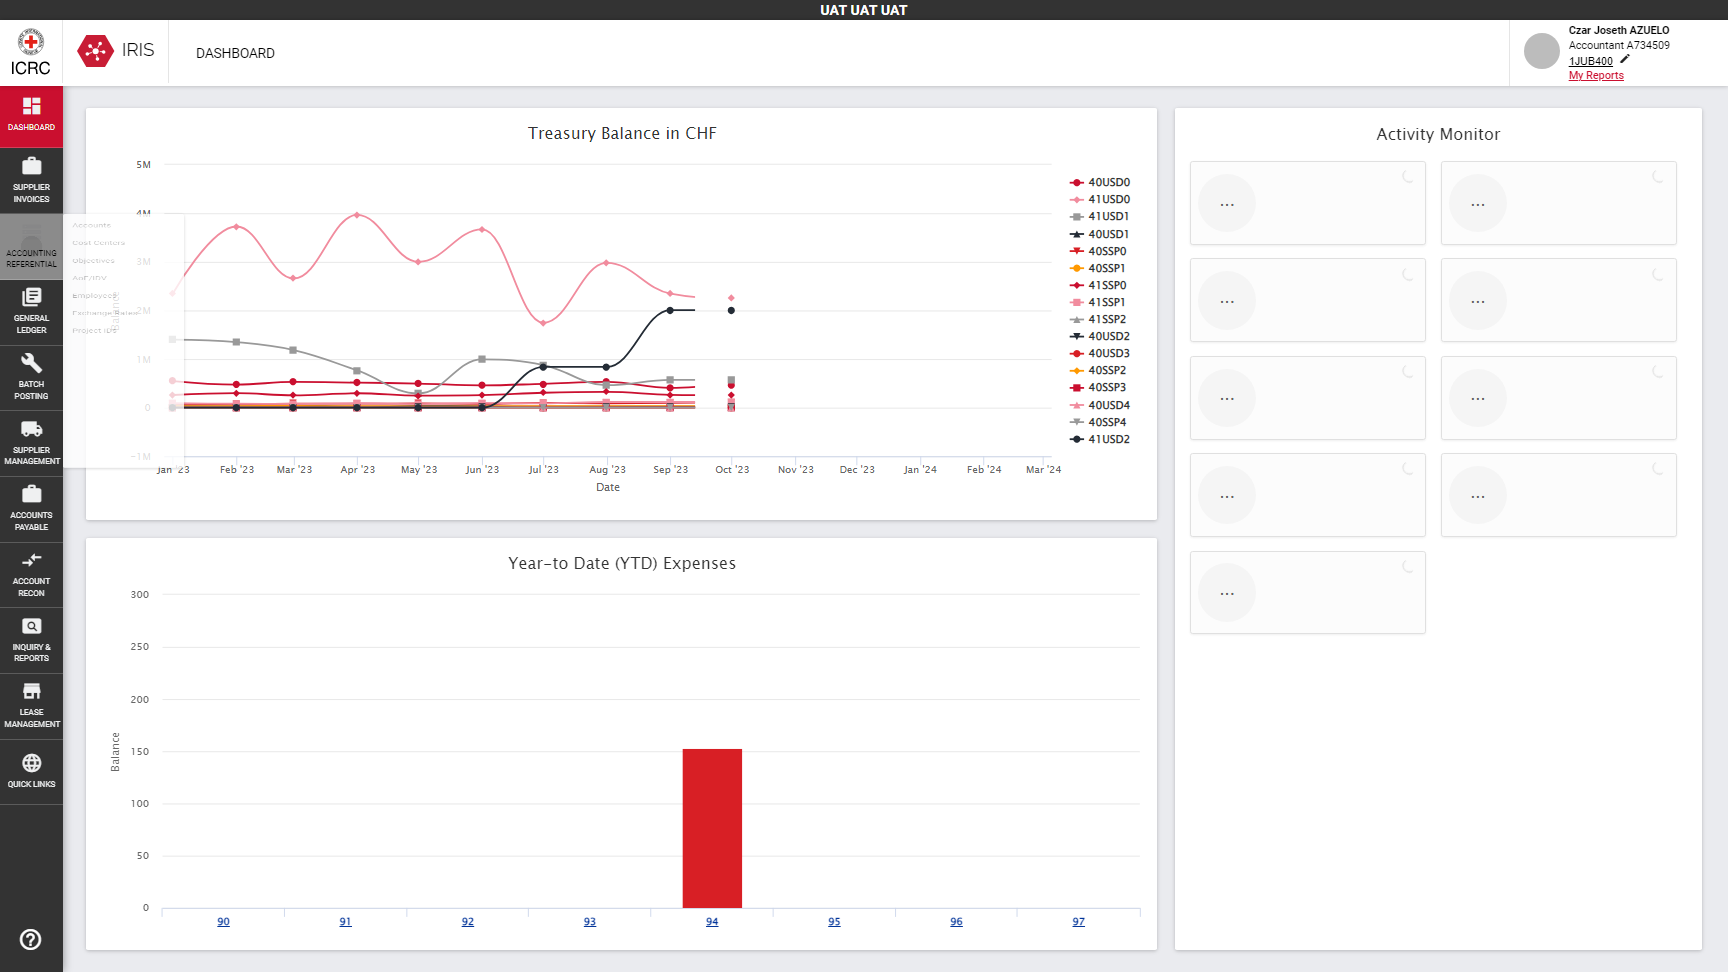 UAT UAT UAT
ICRC
IRIS
DASHBOARD
Czar Joseth AZUELO
Accountant A734509
1JUB400
My Reports
DASHBOARD
SUPPLIER
INVOICES
ACCOUNTING
REFERENTIAL
GENERAL
LEDGER
BATCH
POSTING
SUPPLIER
MANAGEMENT
ACCOUNTS
PAYABLE
ACCOUNT
RECON
INQUIRY &
REPORTS
LEASE
MANAGEMENT
QUICK LINKS
Accounts
Cost Centers
Objectives
Employees
Exchange Rates
Treasury Balance in CHF
5M
4M
3M
2M
1M
0
-1M
Balance
Jan '23
Feb '23
Mar '23
Apr '23
May '23
Jun '23
Jul '23
Aug '23
Sep '23
Oct '23
Nov '23
Dec '23
Jan '24
Feb '24
Mar '24
Date
40USD0
41USD0
41USD1
40USD1
40SSP0
40SSP1
41SSP0
41SSP1
41SSP2
40USD2
40USD3
40SSP2
40SSP3
40USD4
40SSP4
41USD2
Year-to Date (YTD) Expenses
300
250
200
150
100
50
0
Balance
90
91
92
93
94
95
96
97
Activity Monitor
...
...
...
...
...
...
...
...
...